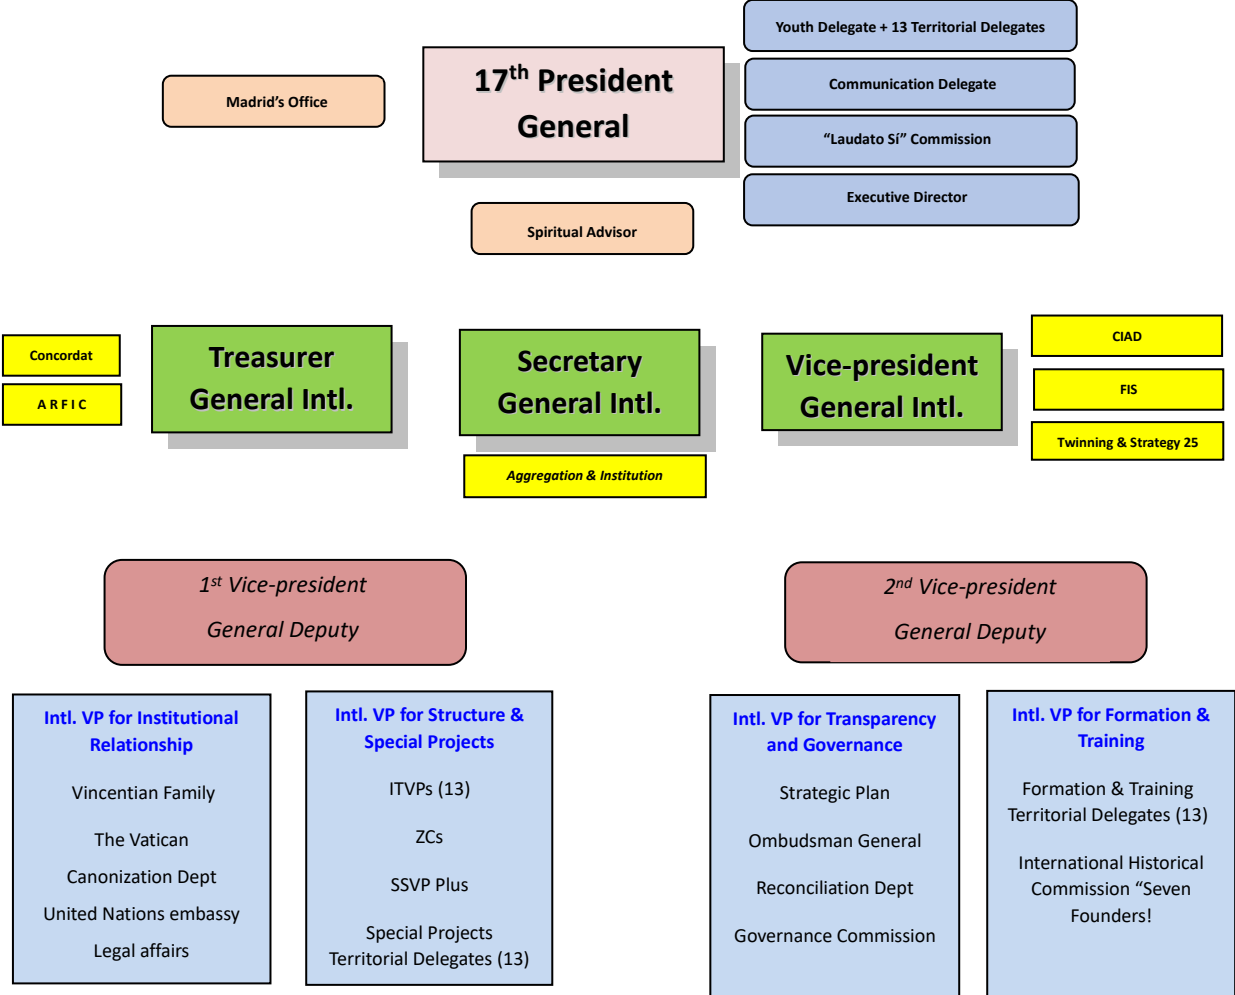 Youth Delegate + 13 Territorial Delegates
17th President
General
Madrid's Office
Communication Delegate
"Laudato Sí" Commission
Executive Director
Spiritual Advisor
Concordat
A R F I C
Treasurer
General Intl.
Secretary
General Intl.
Aggregation & Institution
Vice-president
General Intl.
CIAD
FIS
Twinning & Strategy 25
1st Vice-president
General Deputy
2nd Vice-president
General Deputy
Intl. VP for Institutional
Relationship
Vincentian Family
The Vatican
Canonization Dept
United Nations embassy
Legal affairs
Intl. VP for Structure &
Special Projects
ITVPs (13)
ZCs
SSVP Plus
Special Projects
Territorial Delegates (13)
Intl. VP for Transparency
and Governance
Strategic Plan
Ombudsman General
Reconciliation Dept
Governance Commission
Intl. VP for Formation &
Training
Formation & Training
Territorial Delegates (13)
International Historical
Commission "Seven
Founders!